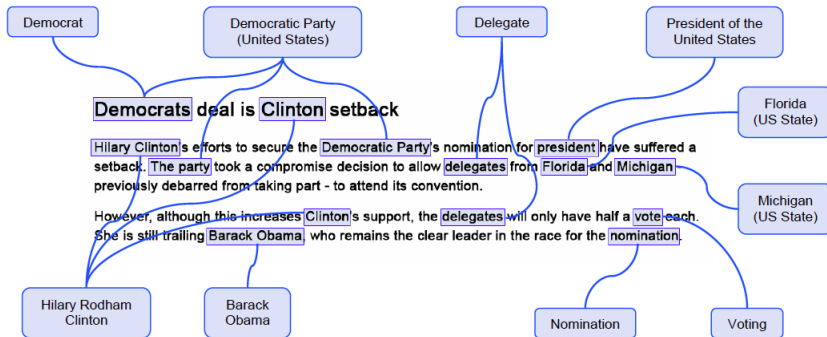 Democrat
Democratic Party
(United States)
Delegate
President of the
United States
Democrats deal is Clinton setback
Florida
(US State)
Hilary Clinton's efforts to secure the Democratic Party's nomination for president have suffered a
setback. The party took a compromise decision to allow delegates from Florida and Michigan
previously debarred from taking part - to attend its convention.
Michigan
(US State)
However, although this increases Clinton's support, the delegates will only have half a vote each.
She is still trailing Barack Obama, who remains the clear leader in the race for the nomination.
Hilary Rodham
Clinton
Barack
Obama
Nomination
Voting